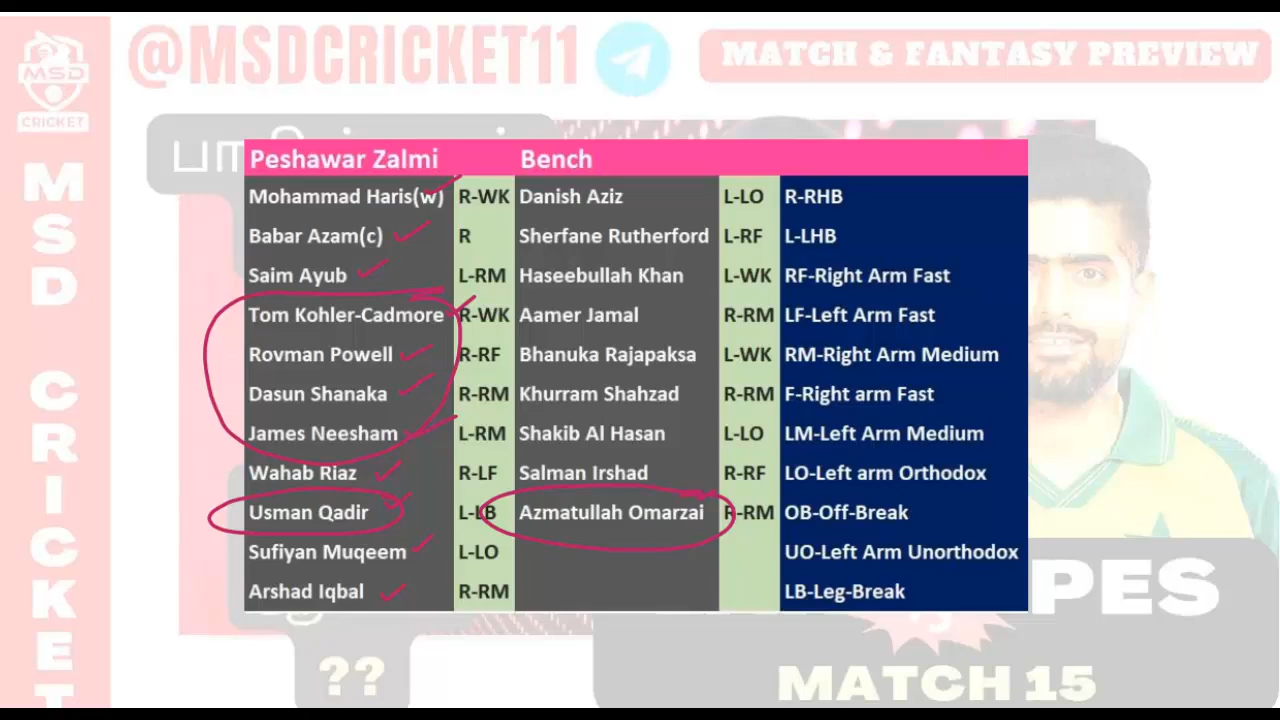 @MSDCRICKET11
MATCH & FANTASY PREVIEW
MSD
CRICKET
MSD CRICKET
Peshawar Zalmi Bench
Mohammad Haris(w) R-WK Danish Aziz L-LO R-RHB
Babar Azam(c) R Sherfane Rutherford L-RF L-LHB
Saim Ayub L-RM Haseebullah Khan L-WK RF-Right Arm Fast
Tom Kohler-Cadmore R-WK Aamer Jamal R-RM LF-Left Arm Fast
Rovman Powell R-RF Bhanuka Rajapaksa L-WK RM-Right Arm Medium
Dasun Shanaka R-RM Khurram Shahzad R-RM F-Right arm Fast
James Neesham L-RM Shakib Al Hasan L-LO LM-Left Arm Medium
Wahab Riaz R-LF Salman Irshad R-RF LO-Left arm Orthodox
Usman Qadir L-LB Azmatullah Omarzai R-RM OB-Off-Break
Sufiyan Muqeem L-LO UO-Left Arm Unorthodox
Arshad Iqbal R-RM LB-Leg-Break
PES
??
MATCH 15